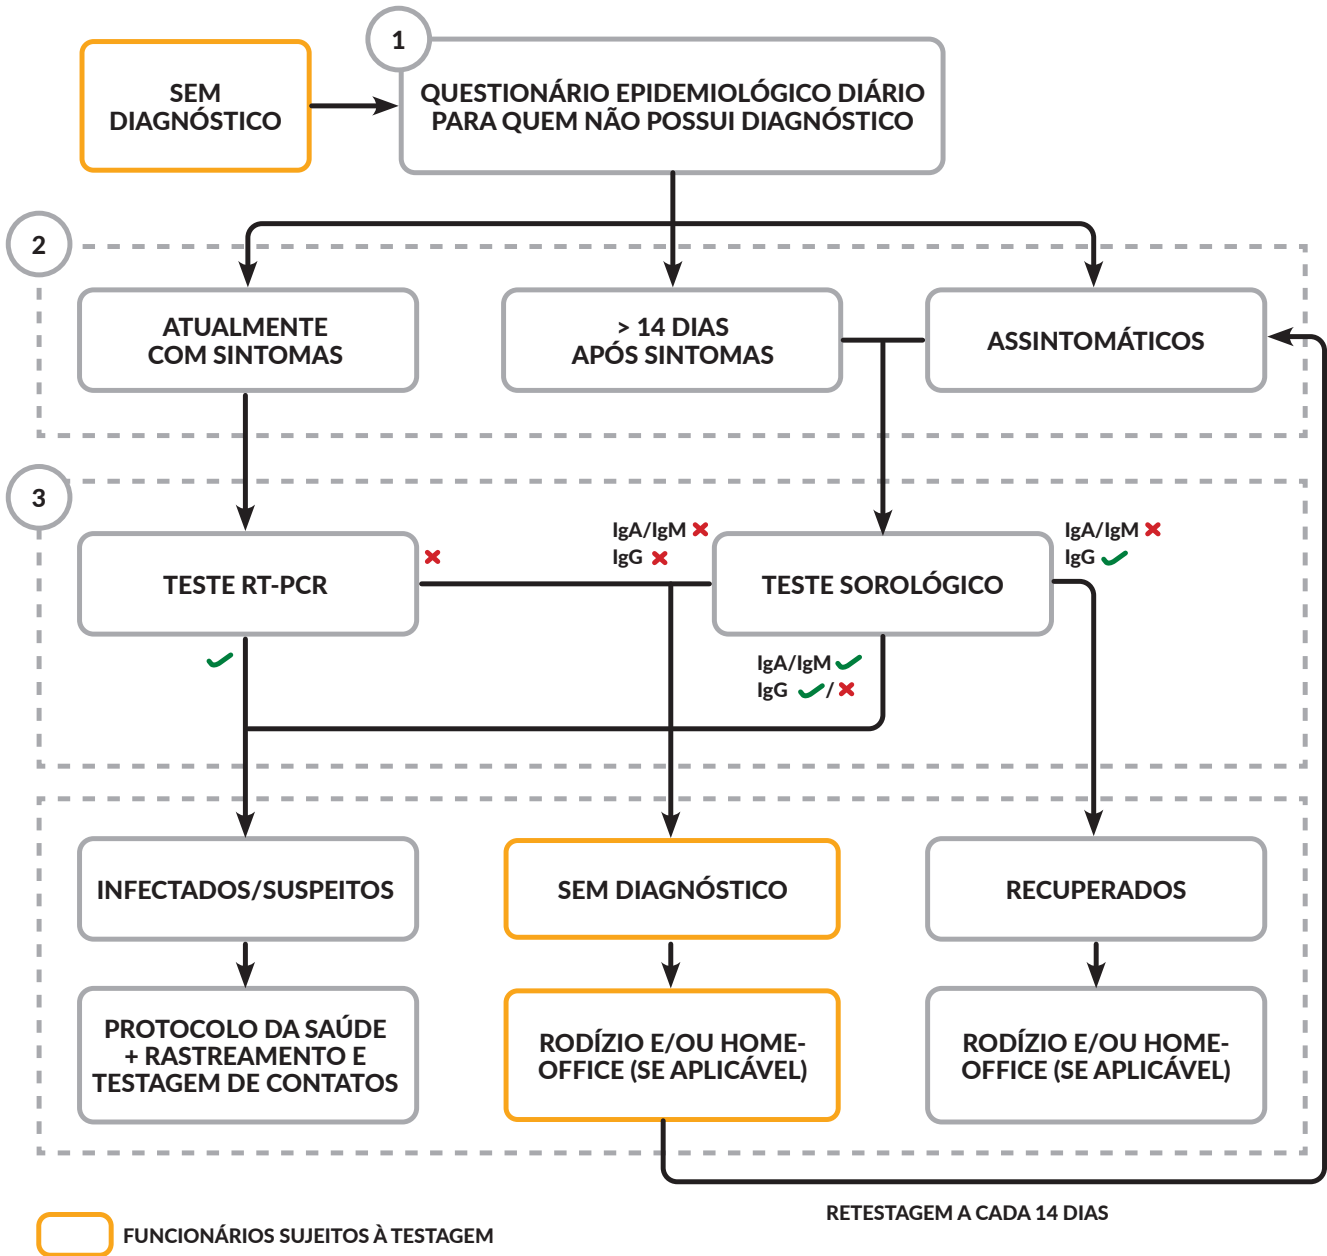 1
SEM
DIAGNÓSTICO
QUESTIONÁRIO EPIDEMIOLÓGICO DIÁRIO
PARA QUEM NÃO POSSUI DIAGNÓSTICO
2
ATUALMENTE
COM SINTOMAS
> 14 DIAS
APÓS SINTOMAS
ASSINTOMÁTICOS
3
TESTE RT-PCR
IgA/IgM
IgG
TESTE SOROLÓGICO
IgA/IgM
IgG
IgA/IgM
IgG /
INFECTADOS/SUSPEITOS
SEM DIAGNÓSTICO
RECUPERADOS
PROTOCOLO DA SAÚDE
+ RASTREAMENTO E
TESTAGEM DE CONTATOS
RODÍZIO E/OU HOME-
OFFICE (SE APLICÁVEL)
RODÍZIO E/OU HOME-
OFFICE (SE APLICÁVEL)
RETESTAGEM A CADA 14 DIAS
FUNCIONÁRIOS SUJEITOS À TESTAGEM